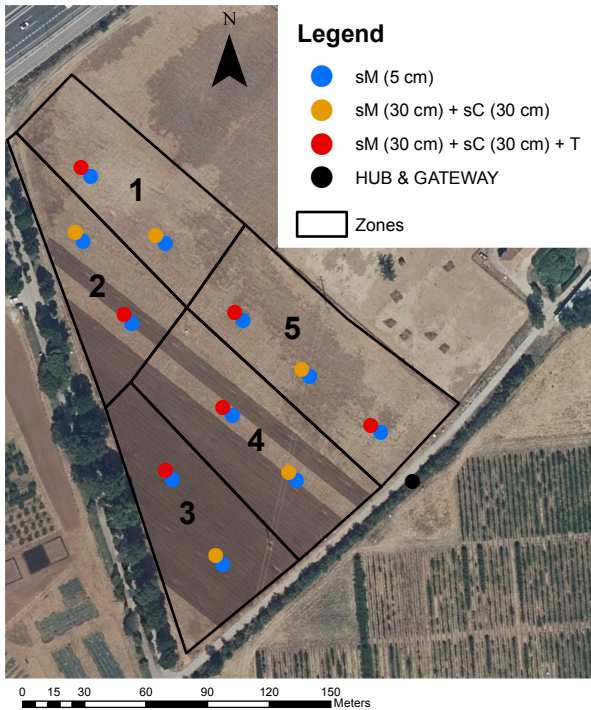 N
Legend
sM (5 cm)
sM (30 cm) + sC (30 cm)
sM (30 cm) + sC (30 cm) + T
HUB & GATEWAY
Zones
1
2
5
4
3
0 15 30 60 90 120 150
Meters